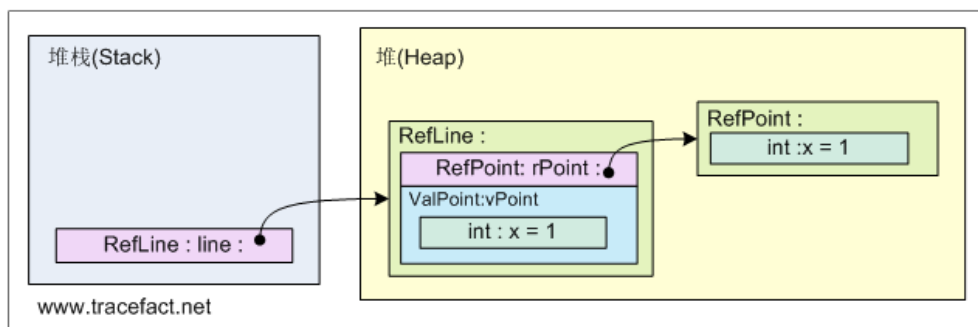 堆栈(Stack)
RefLine : line :
堆(Heap)
RefLine :
RefPoint: rPoint :
ValPoint:vPoint
int : x = 1
RefPoint :
int :x = 1
www.tracefact.net